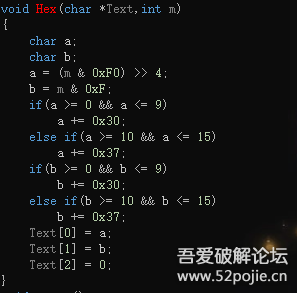 void Hex(char *Text,int m)
{
    char a;
    char b;
    a = (m & 0xF0) >> 4;
    b = m & 0xF;
    if(a >= 0 && a <= 9)
        a += 0x30;
    else if(a >= 10 && a <= 15)
        a += 0x37;
    if(b >= 0 && b <= 9)
        b += 0x30;
    else if(b >= 10 && b <= 15)
        b += 0x37;
    Text[0] = a;
    Text[1] = b;
    Text[2] = 0;
}
吾爱破解论坛
www.52pojie.cn